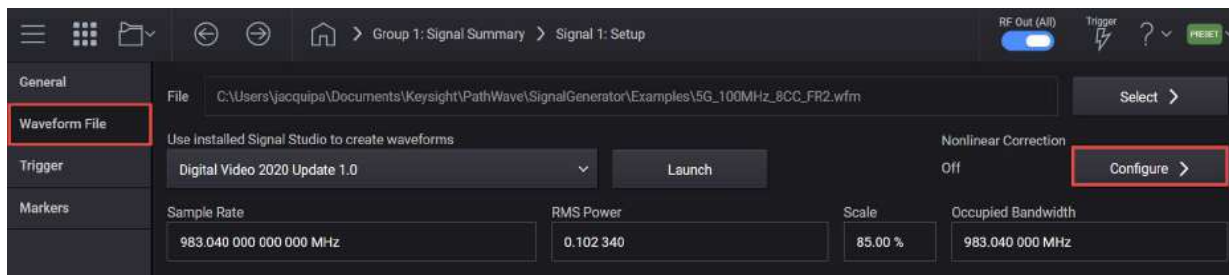 RF Out (All) Trigger
Group 1: Signal Summary > Signal 1: Setup ? PRESET
General
File C:\Users\jacquipa\Documents\Keysight\PathWave\SignalGenerator\Examples\5G_100MHz_8CC_FR2.wfm Select >
Waveform File
Use installed Signal Studio to create waveforms Nonlinear Correction
Trigger Digital Video 2020 Update 1.0 Launch Off Configure >
Markers Sample Rate RMS Power Scale Occupied Bandwidth
983.040 000 000 000 MHz 0.102 340 85.00 % 983.040 000 MHz